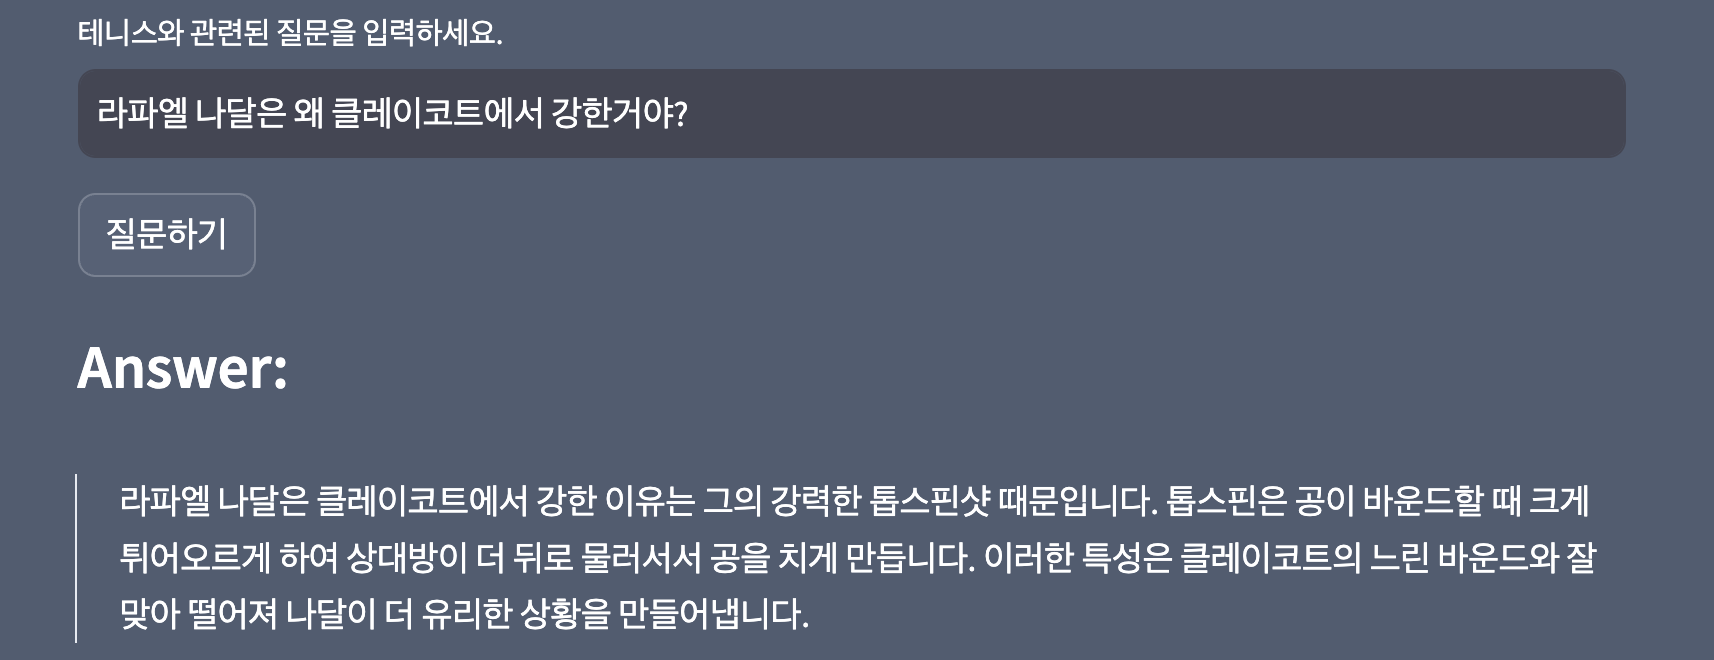 테니스와 관련된 질문을 입력하세요.
라파엘 나달은 왜 클레이코트에서 강한거야?
질문하기
Answer:
라파엘 나달은 클레이코트에서 강한 이유는 그의 강력한 톱스핀샷 때문입니다. 톱스핀은 공이 바운드할 때 크게
튀어오르게 하여 상대방이 더 뒤로 물러서서 공을 치게 만듭니다. 이러한 특성은 클레이코트의 느린 바운드와 잘
맞아 떨어져 나달이 더 유리한 상황을 만들어냅니다.